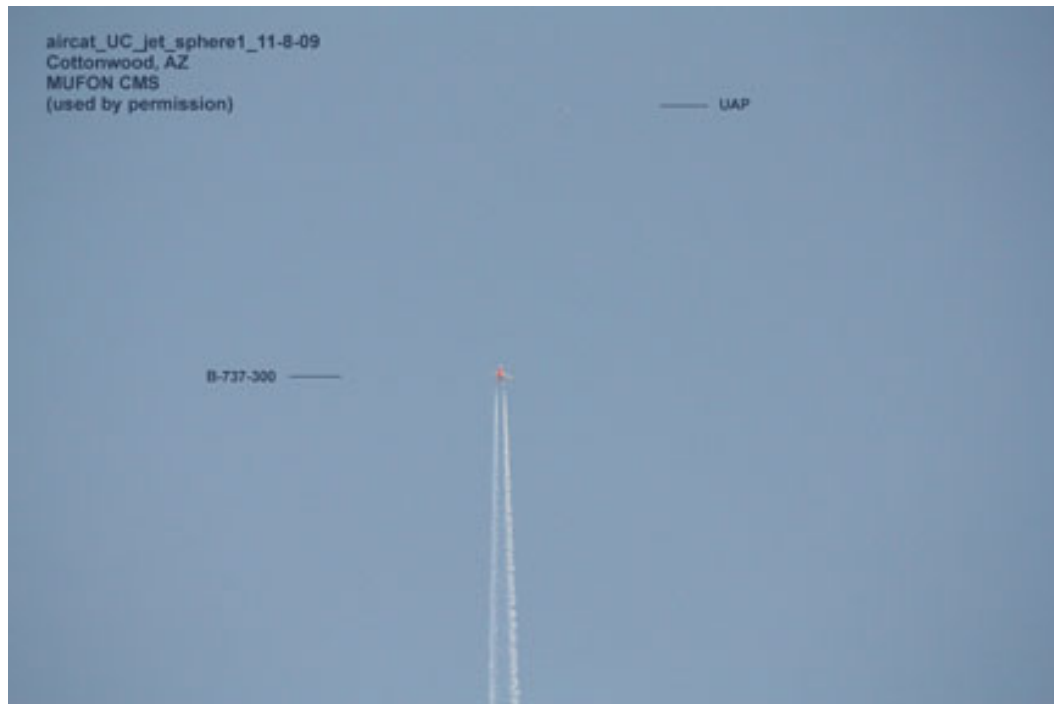 aircat_UC_jet_sphere1_11-8-09
Cottonwood, AZ
MUFON CMS
(used by permission)
UAP
B-737-300